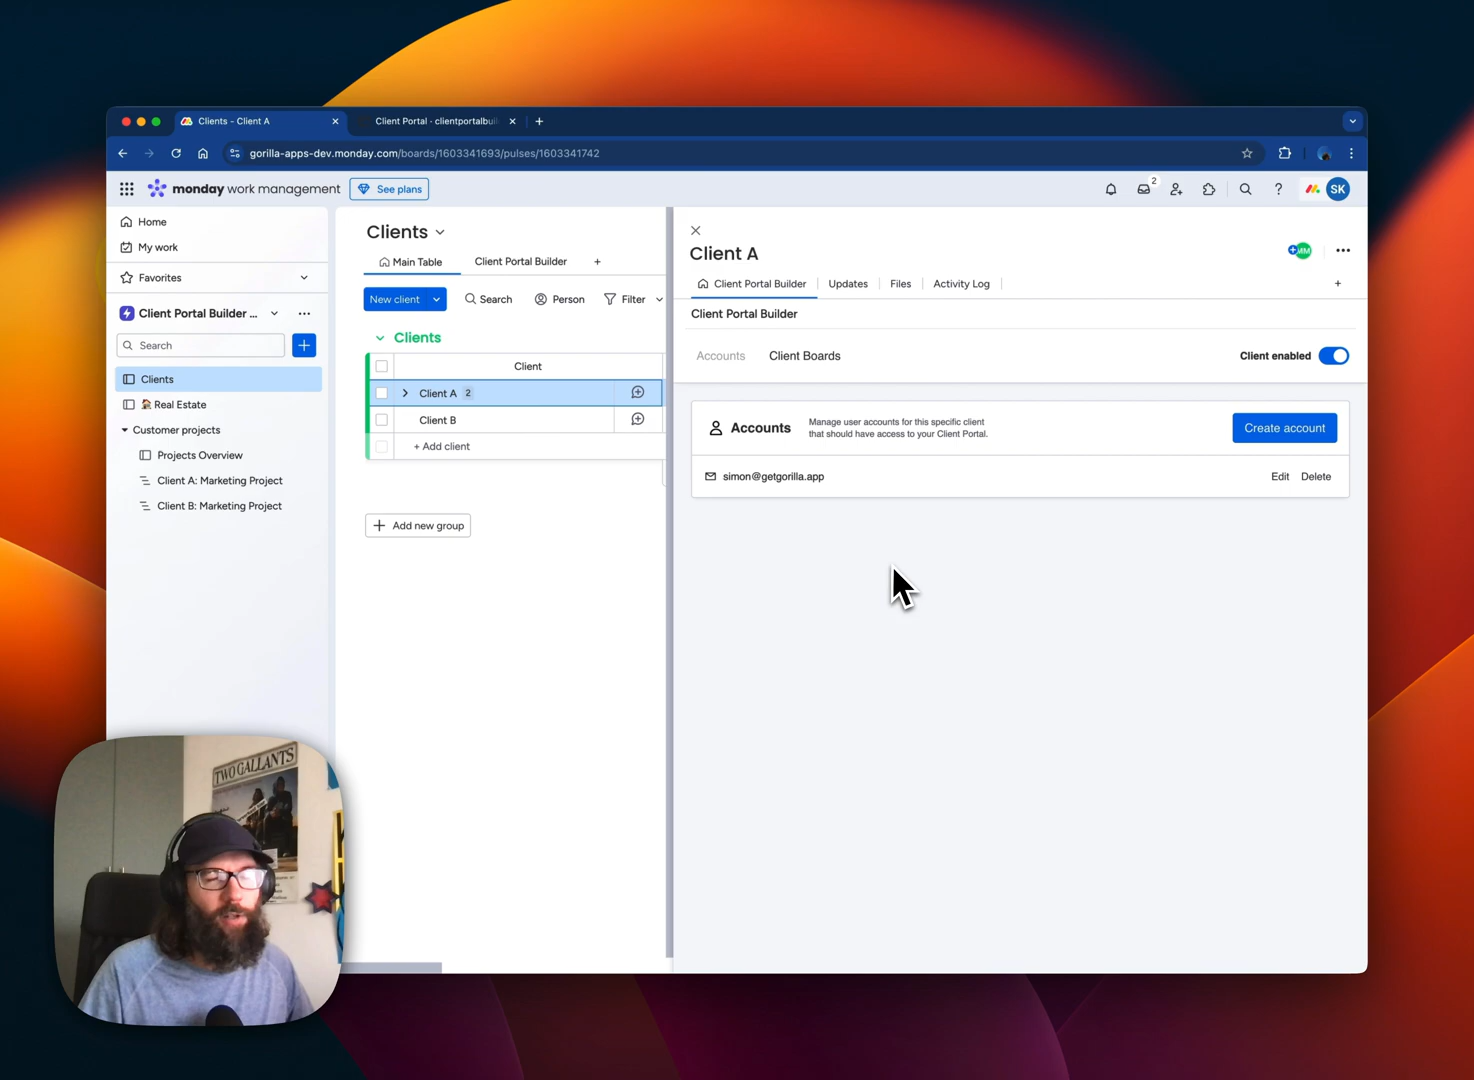 Clients - Client A
Client Portal · clientportalbuil
gorilla-apps-dev.monday.com/boards/1603341693/pulses/1603341742
monday work management
See plans
2
SK
Home
My work
Favorites
Client Portal Builder ...
Search
Clients
Real Estate
Customer projects
Projects Overview
Client A: Marketing Project
Client B: Marketing Project
Clients
Main Table
Client Portal Builder
New client
Search
Person
Filter
Clients
Client
Client A 2
Client B
+ Add client
Add new group
Client A
MM
Client Portal Builder
Updates
Files
Activity Log
Client Portal Builder
Accounts
Client Boards
Client enabled
Accounts
Manage user accounts for this specific client
that should have access to your Client Portal.
Create account
simon@getgorilla.app
Edit
Delete
TWO GALLANTS